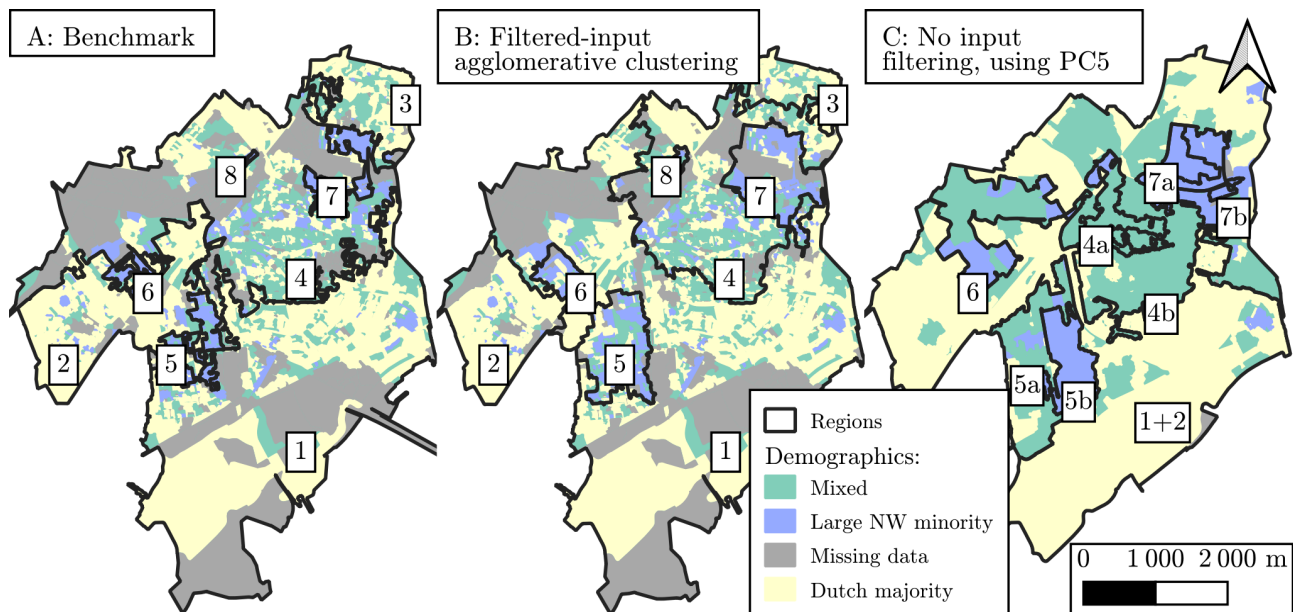 A: Benchmark
B: Filtered-input
agglomerative clustering
C: No input
filtering, using PC5
3
8
7
4
6
2
5
1
3
8
7
4
6
2
5
1
7a
7b
4a
6
4b
5a
5b
1+2
Regions
Demographics:
Mixed
Large NW minority
Missing data
Dutch majority
0 1 000 2 000 m